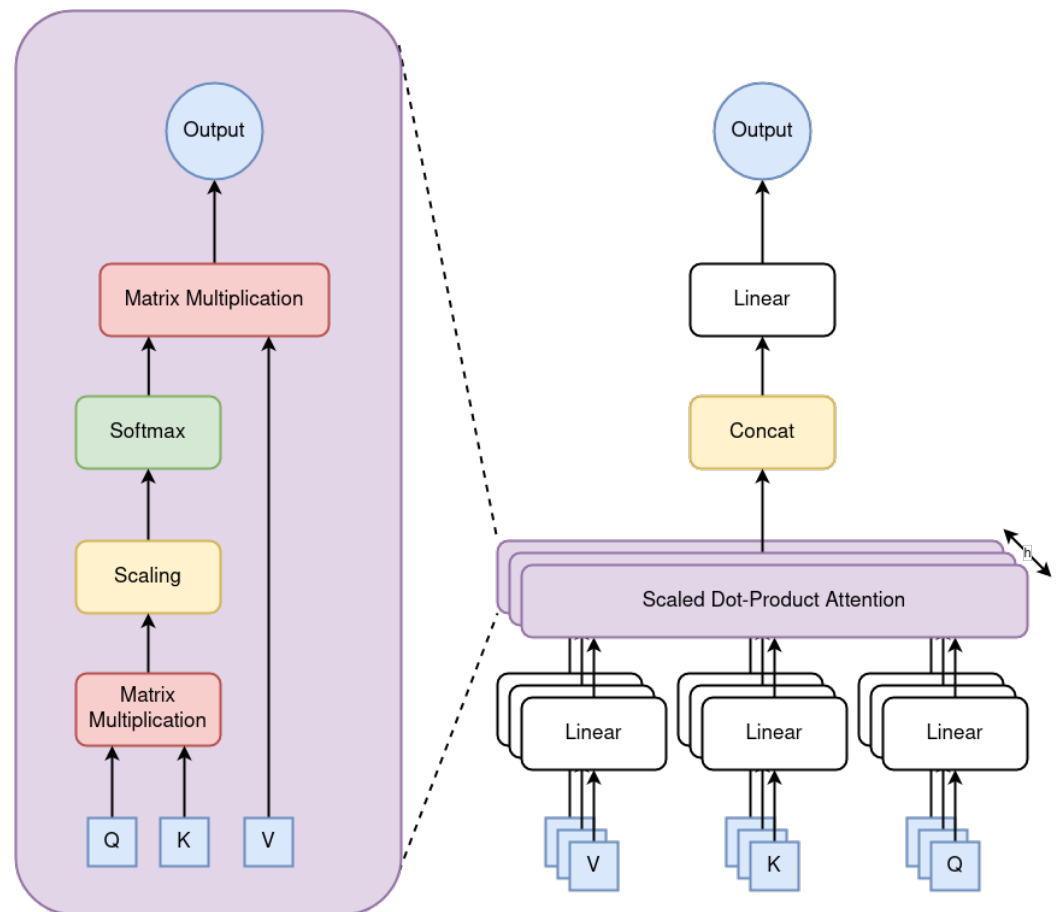 Output
Matrix Multiplication
Softmax
Scaling
Matrix
Multiplication
Q
K
V
Output
Linear
Concat
h
Scaled Dot-Product Attention
Linear
Linear
Linear
V
K
Q